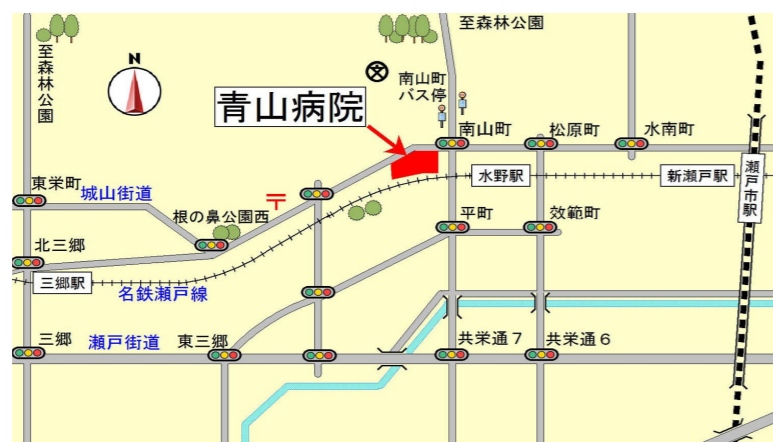 至森林公園
至森林公園
N
南山町
バス停
青山病院
南山町
松原町
水南町
水野駅
新瀬戸駅
瀬戸市駅
東栄町
城山街道
〒
根の鼻公園西
平町
効範町
北三郷
三郷駅
名鉄瀬戸線
三郷
瀬戸街道
東三郷
共栄通7
共栄通6